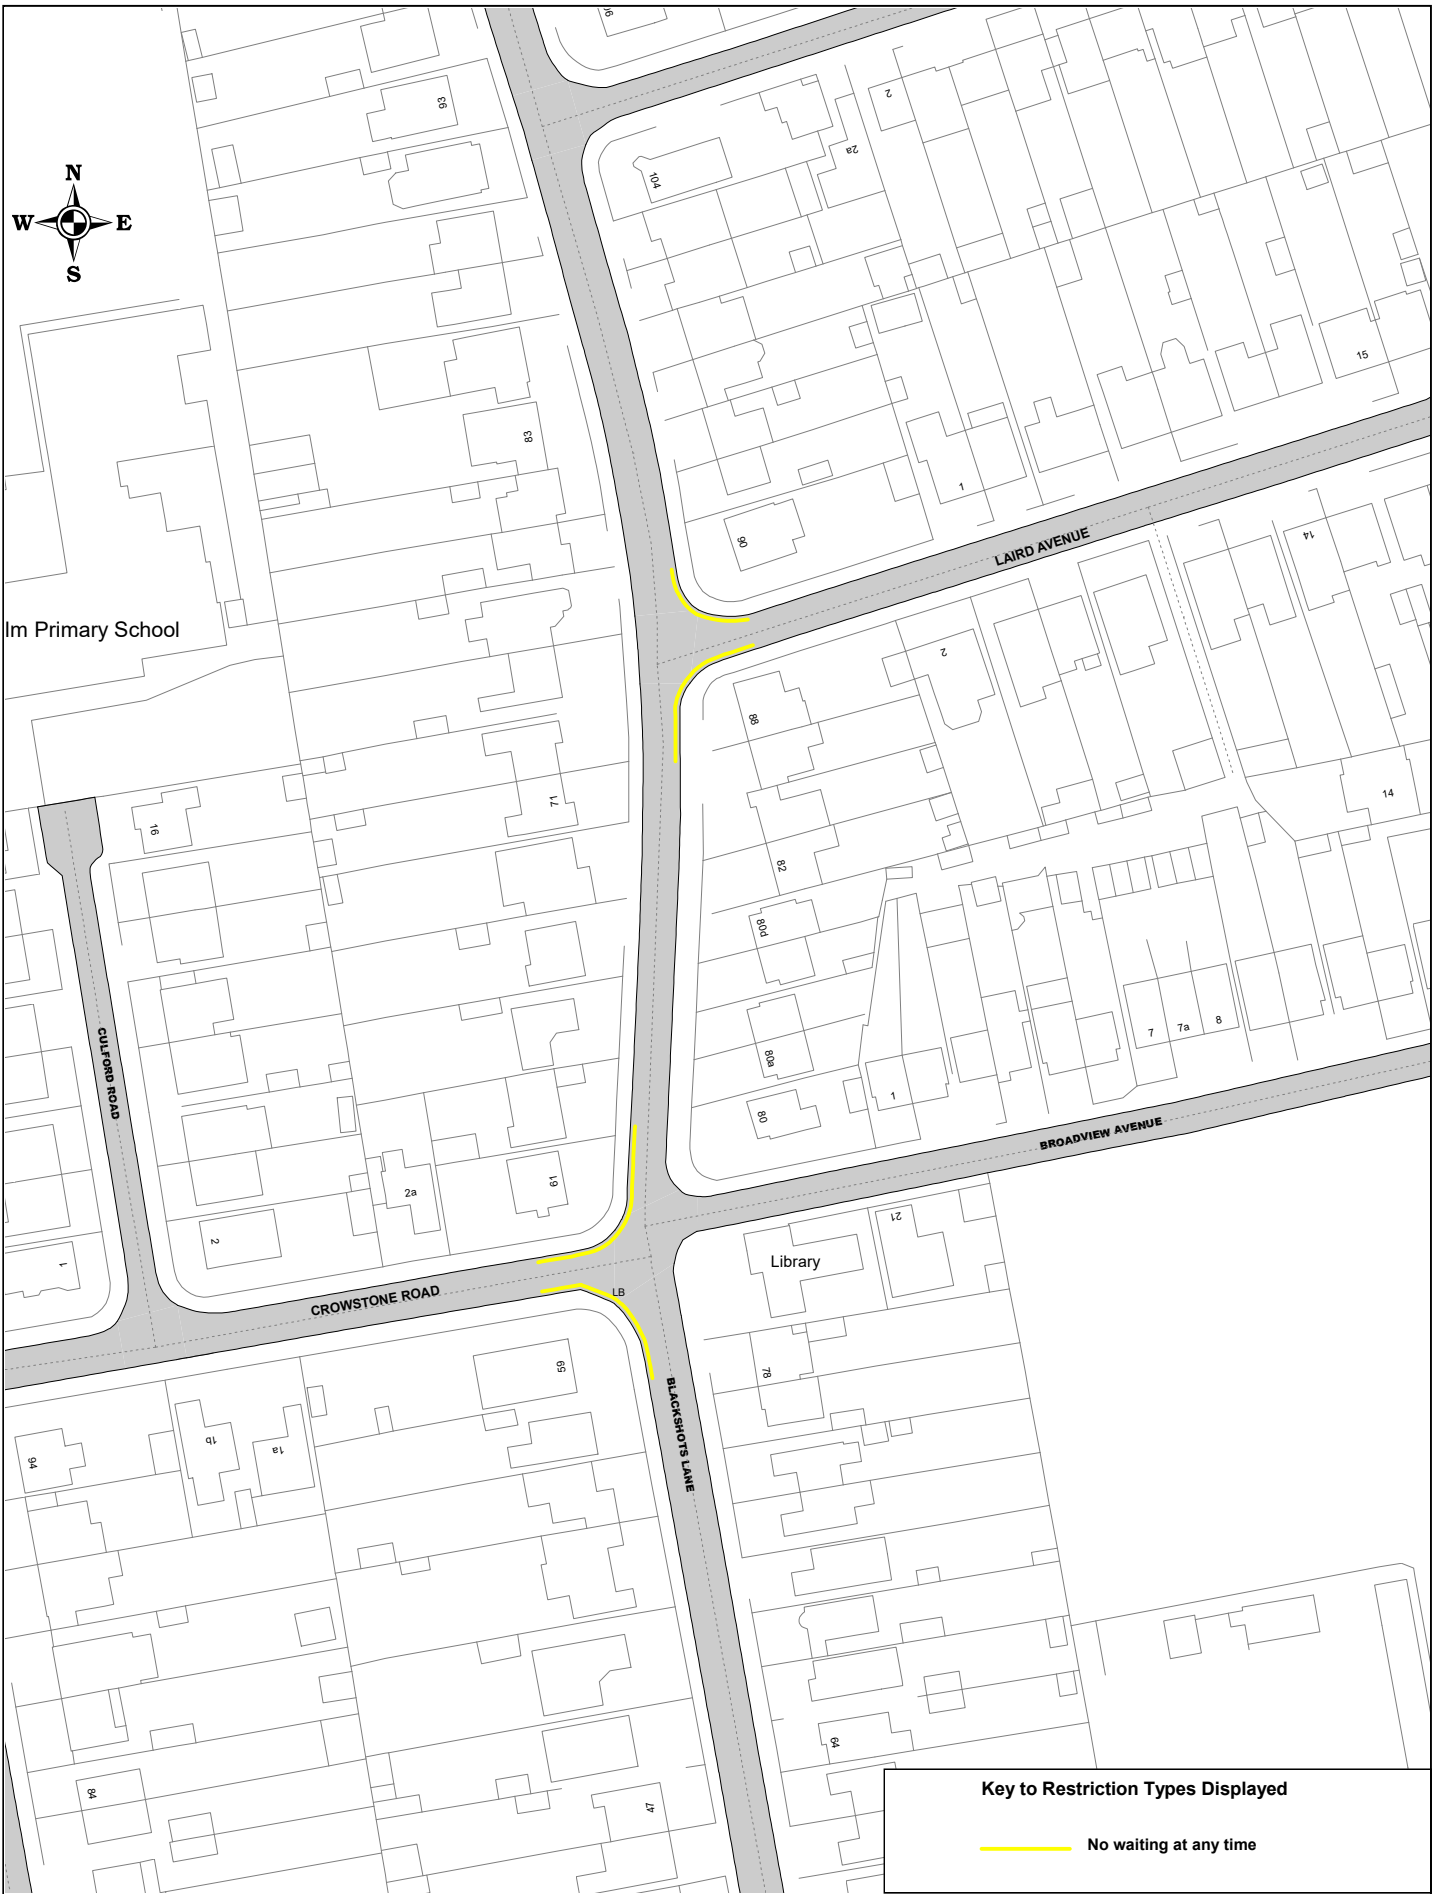 96
93
2
2a
104
N
W E
S
15
83
1
90
LAIRD AVENUE
14
lm Primary School
2
88
71
14
16
82
80d
CULFORD ROAD
7 7a 8
80a
1
80
BROADVIEW AVENUE
61
2a
2
21
1
Library
LB
CROWSTONE ROAD
59
78
BLACKSHOTS LANE
1b
1a
94
64
84
47
Key to Restriction Types Displayed
No waiting at any time